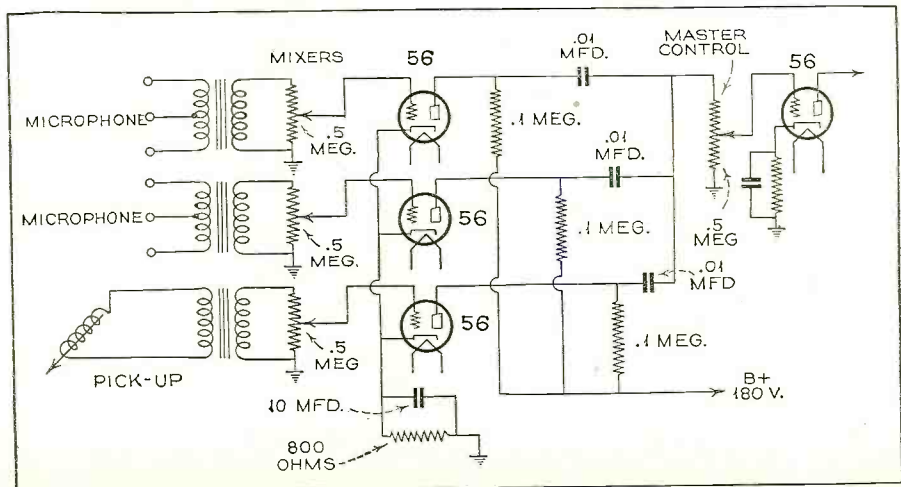 MIXERS
56
.01
MFD.
MASTER
CONTROL
56
MICROPHONE
.5
MEG.
.1 MEG.
.01
MFD.
MICROPHONE
.5
MEG.
56
.1 MEG.
.5
MEG
.01
MFD
PICK-UP
.5
MEG.
56
.1 MEG.
10 MFD.
B+
180 V.
800
OHMS